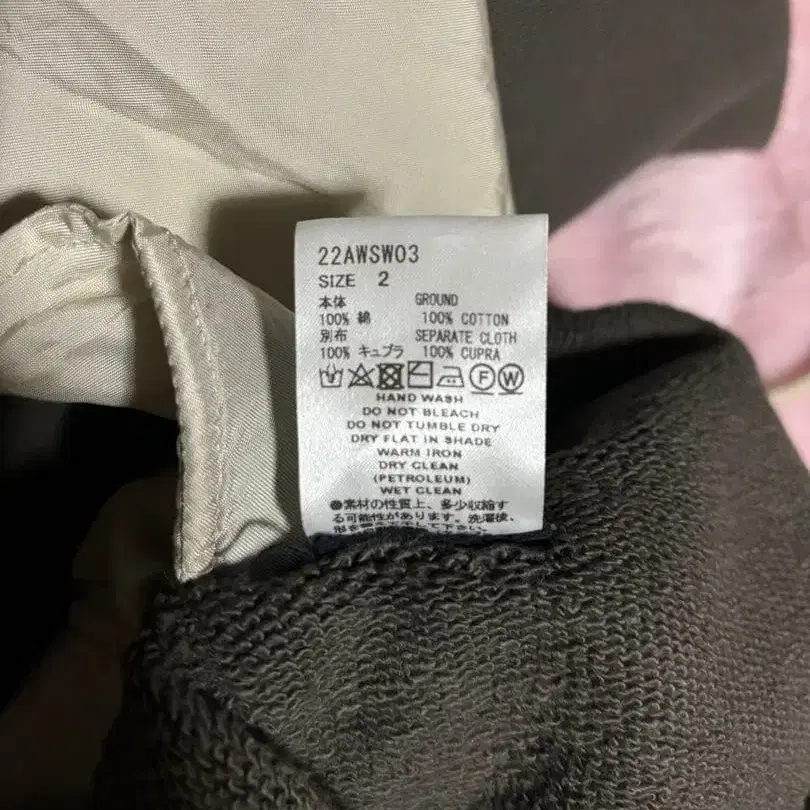 22AWSW03
SIZE 2
本体 GROUND
100% 綿 100% COTTON
別布 SEPARATE CLOTH
100% キュプラ 100% CUPRA
F W
HAND WASH
DO NOT BLEACH
DO NOT TUMBLE DRY
DRY FLAT IN SHADE
WARM IRON
DRY CLEAN
(PETROLEUM)
WET CLEAN
●素材の性質上、多少収縮す
る可能性があります。洗濯後、
形を